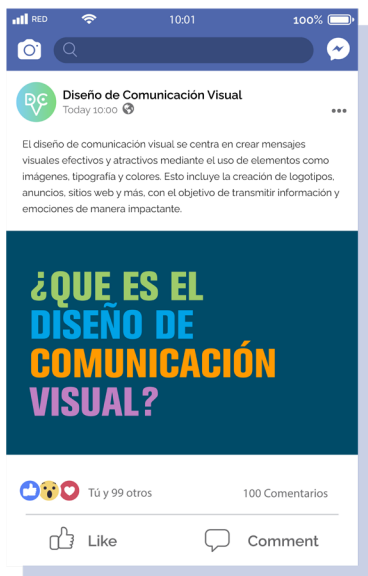 RED 10:01 100%
DVC
Diseño de Comunicación Visual
Today 10:00
El diseño de comunicación visual se centra en crear mensajes
visuales efectivos y atractivos mediante el uso de elementos como
imágenes, tipografía y colores. Esto incluye la creación de logotipos,
anuncios, sitios web y más, con el objetivo de transmitir información y
emociones de manera impactante.
¿QUE ES EL
DISEÑO DE
COMUNICACIÓN
VISUAL?
Tú y 99 otros 100 Comentarios
Like Comment